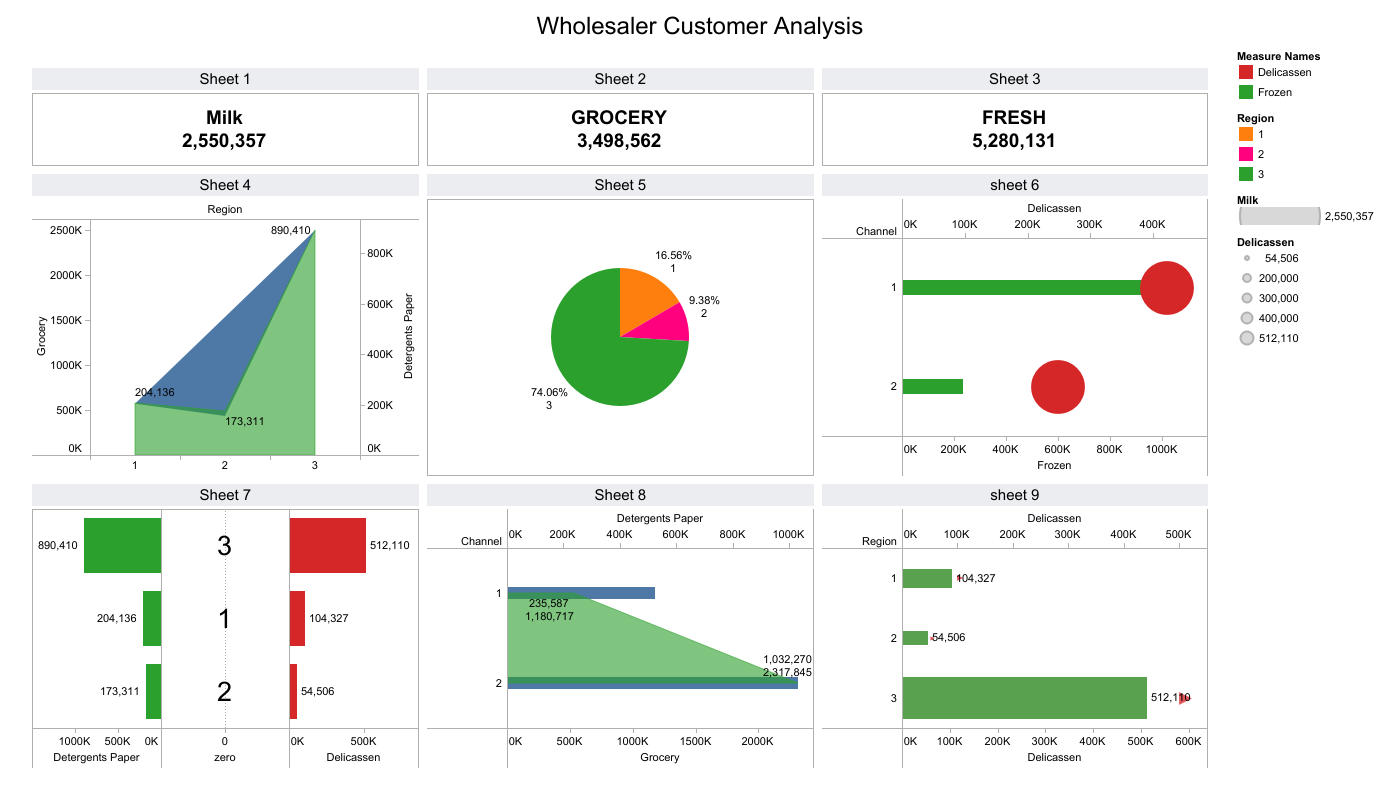 Wholesaler Customer Analysis
Sheet 1
Milk
2,550,357
Sheet 2
GROCERY
3,498,562
Sheet 3
FRESH
5,280,131
Measure Names
Delicassen
Frozen
Region
1
2
3
Milk
2,550,357
Delicassen
54,506
200,000
300,000
400,000
512,110
Sheet 4
Region
2500K
2000K
1500K
1000K
500K
0K
Grocery
890,410
204,136
173,311
800K
600K
400K
200K
0K
Detergents Paper
1 2 3
Sheet 5
16.56%
1
9.38%
2
74.06%
3
sheet 6
Delicassen
Channel
0K 100K 200K 300K 400K
1
2
0K 200K 400K 600K 800K 1000K
Frozen
Sheet 7
890,410 3 512,110
204,136 1 104,327
173,311 2 54,506
1000K 500K 0K 0 0K 500K
Detergents Paper zero Delicassen
Sheet 8
Detergents Paper
Channel
0K 200K 400K 600K 800K 1000K
1
235,587
1,180,717
1,032,270
2,317,845
2
0K 500K 1000K 1500K 2000K
Grocery
sheet 9
Delicassen
Region
0K 100K 200K 300K 400K 500K
1 104,327
2 54,506
3 512,110
0K 100K 200K 300K 400K 500K 600K
Delicassen